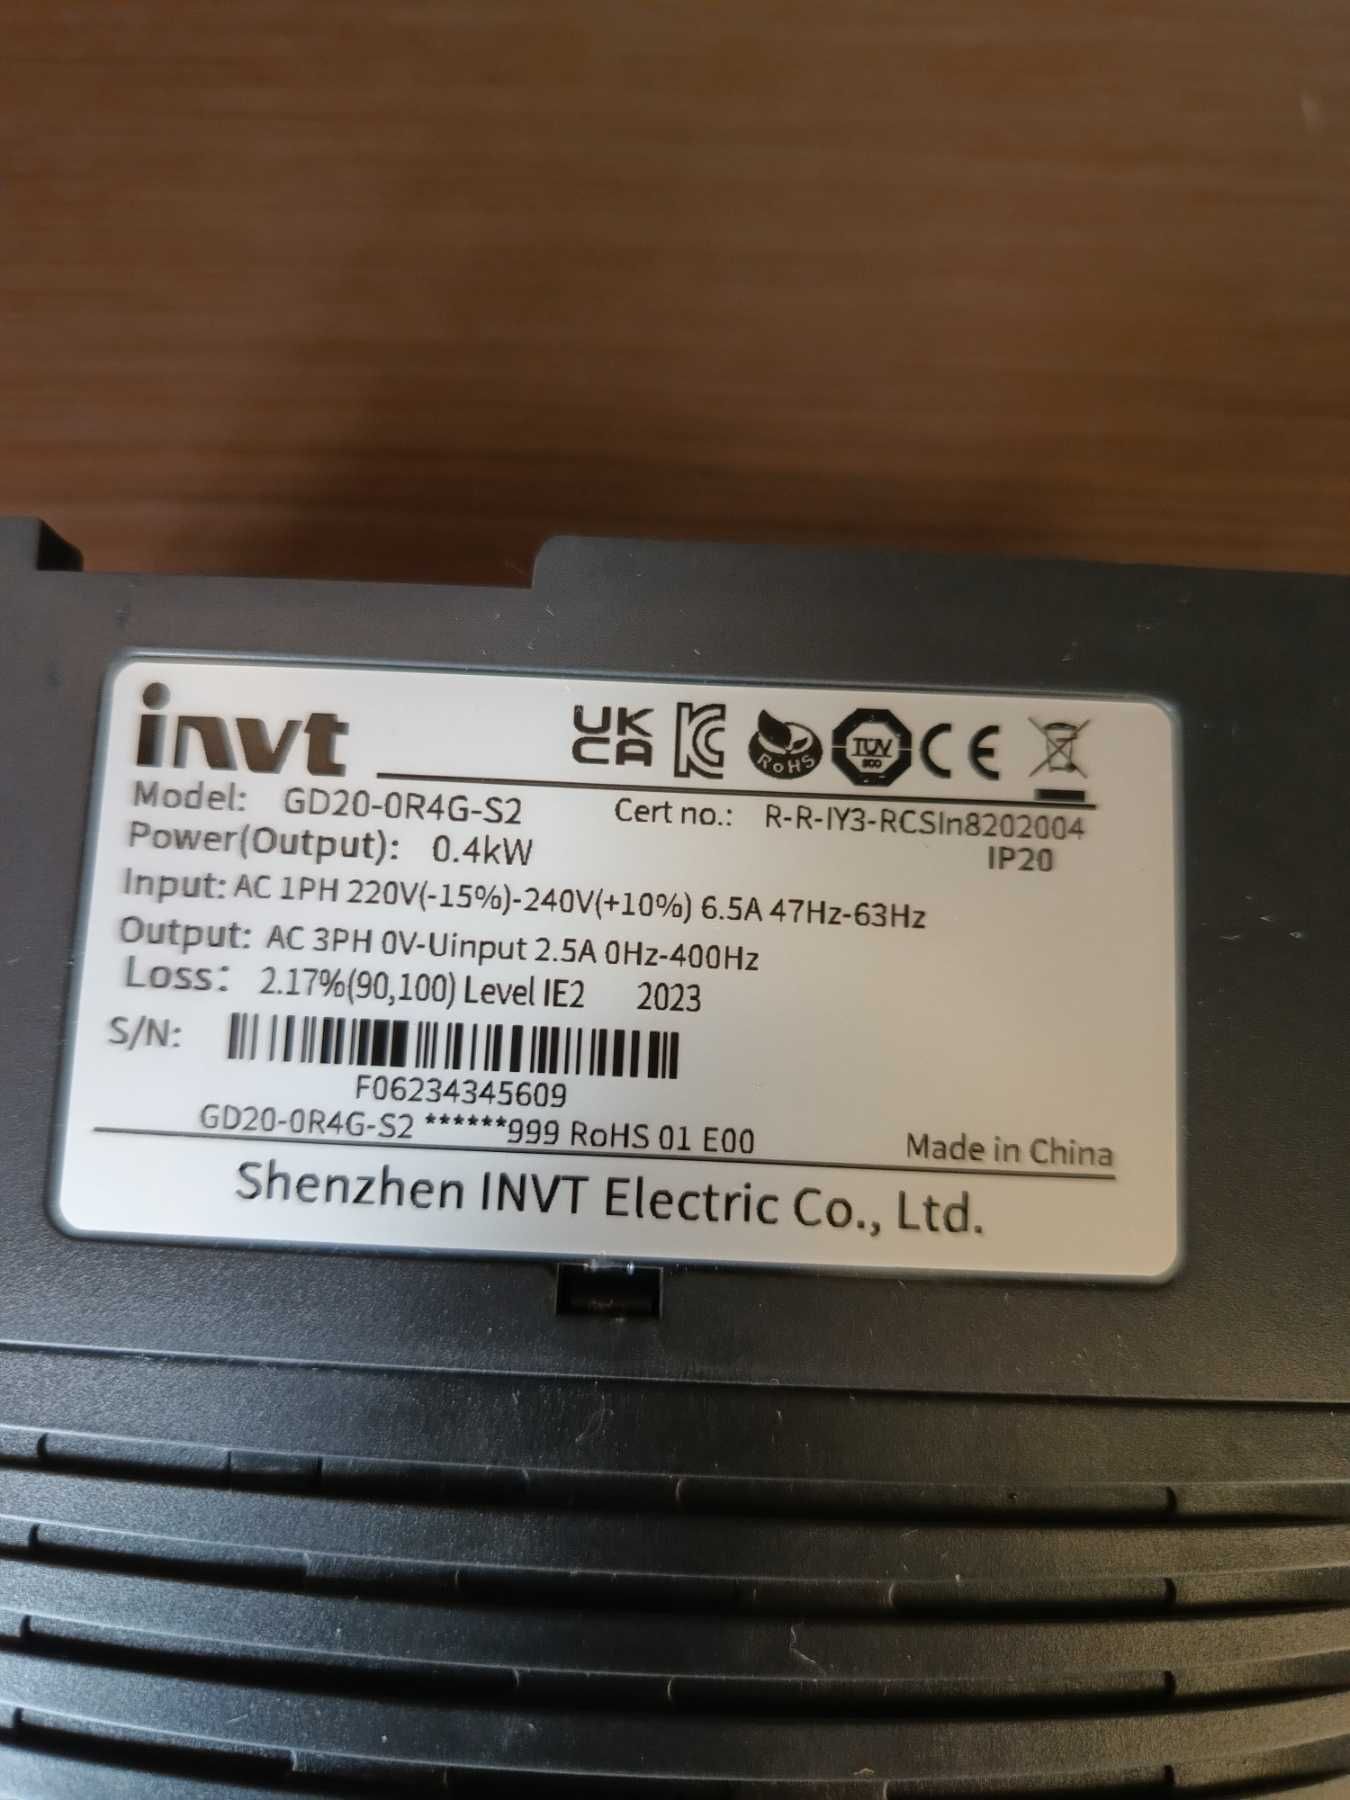 invt
UK
CA
RoHS
TÜV
CE
Model: GD20-0R4G-S2 Cert no.: R-R-IY3-RCSIn8202004
Power(Output): 0.4kW IP20
Input: AC 1PH 220V(-15%)-240V(+10%) 6.5A 47Hz-63Hz
Output: AC 3PH 0V-Uinput 2.5A 0Hz-400Hz
Loss: 2.17%(90,100) Level IE2 2023
S/N:
F06234345609
GD20-0R4G-S2 ******999 RoHS 01 E00
Made in China
Shenzhen INVT Electric Co., Ltd.